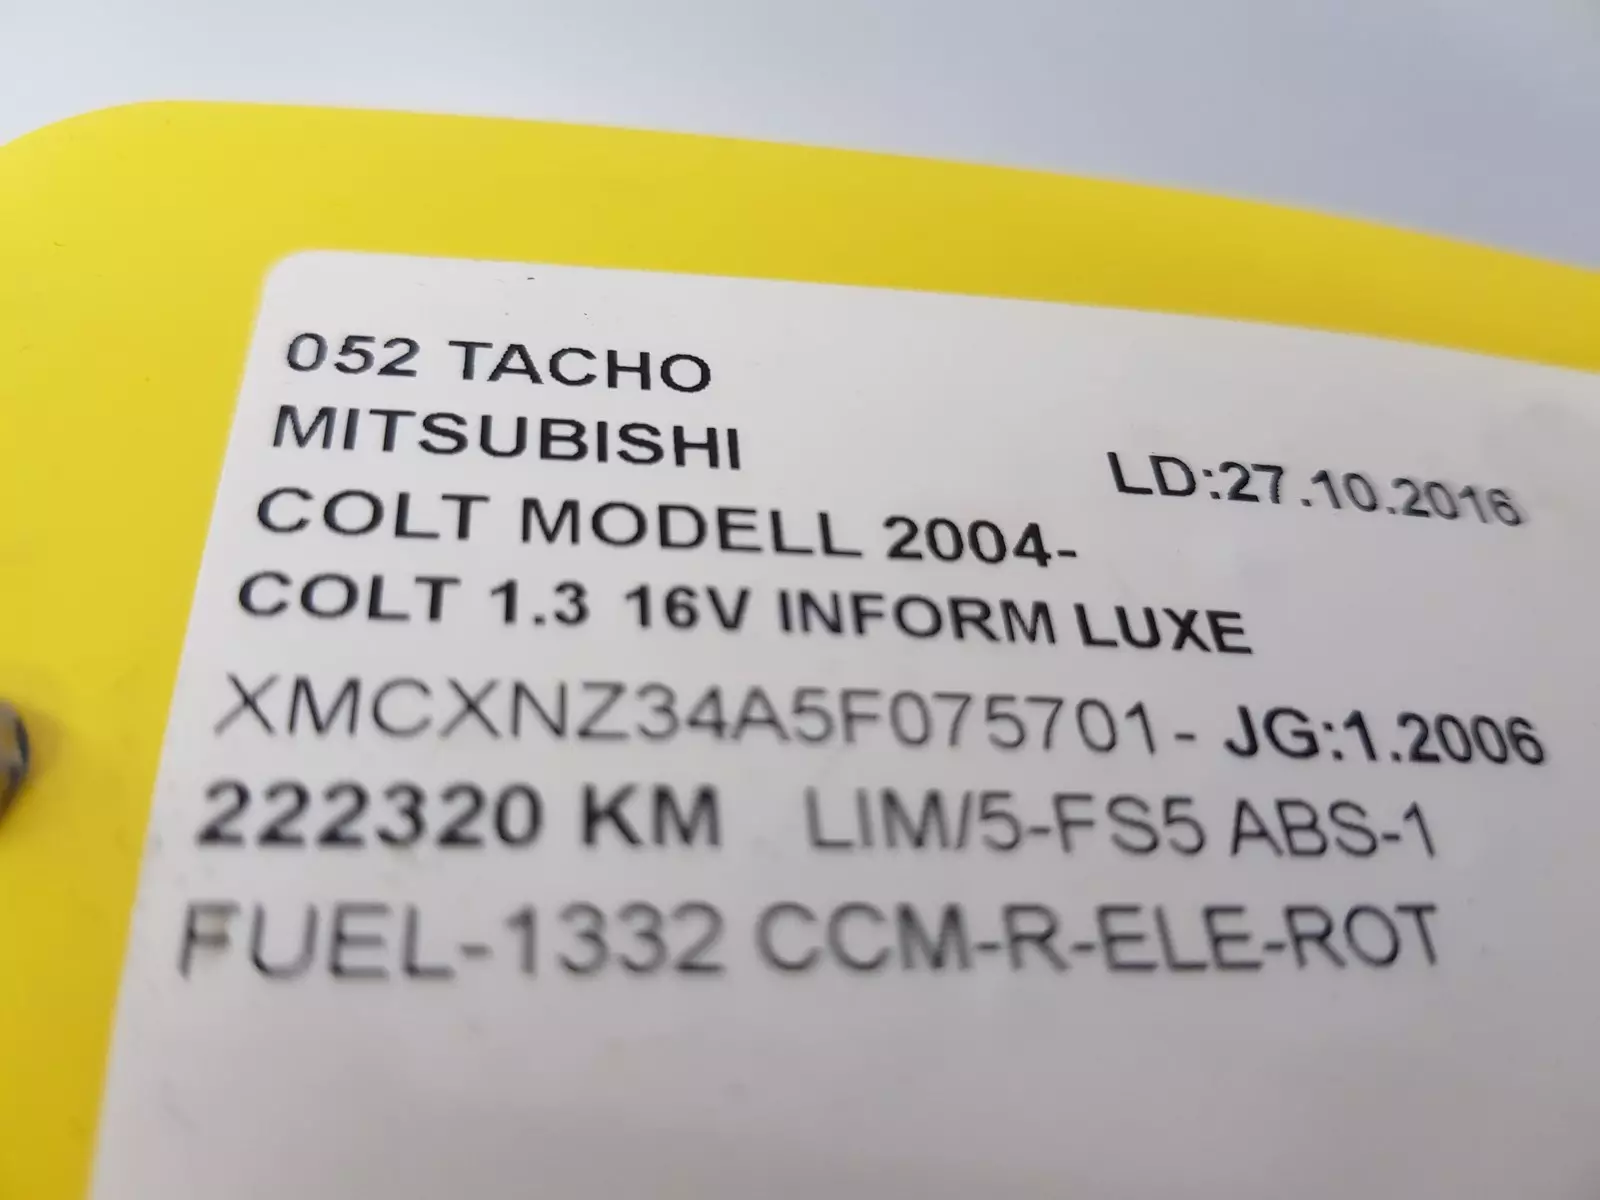 052 TACHO
MITSUBISHI
LD:27.10.2016
COLT MODELL 2004-
COLT 1.3 16V INFORM LUXE
XMCXNZ34A5F075701- JG:1.2006
222320 KM LIM/5-FS5 ABS-1
FUEL-1332 CCM-R-ELE-ROT